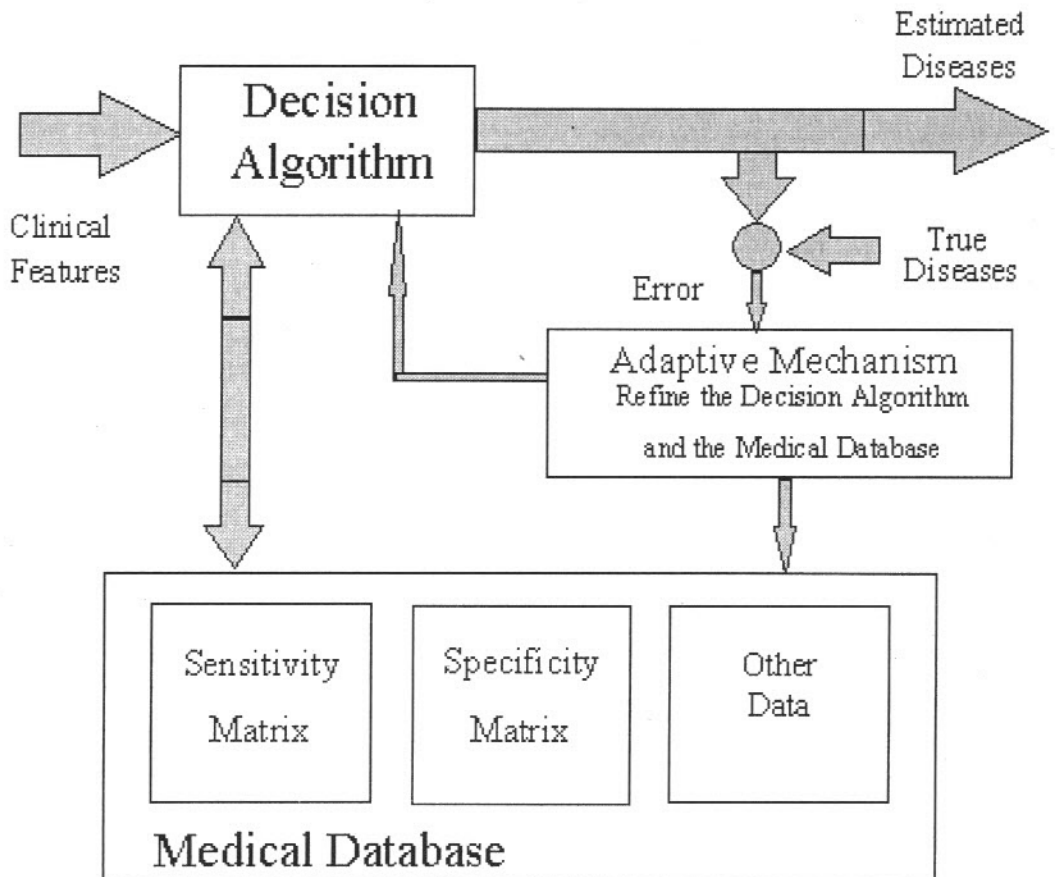 Estimated
Diseases
Decision
Algorithm
Clinical
Features
True
Diseases
Error
Adaptive Mechanism
Refine the Decision Algorithm
and the Medical Database
Sensitivity
Matrix
Specificity
Matrix
Other
Data
Medical Database